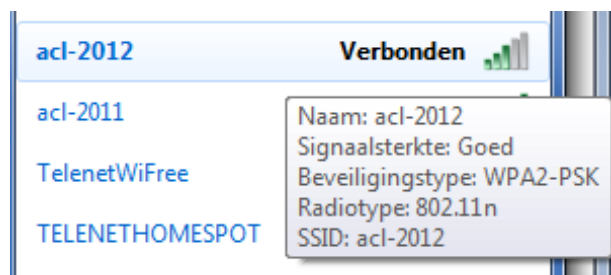 acl-2012 Verbonden
acl-2011
TelenetWiFree
TELENETHOMESPOT
Naam: acl-2012
Signaalsterkte: Goed
Beveiligingstype: WPA2-PSK
Radiotype: 802.11n
SSID: acl-2012